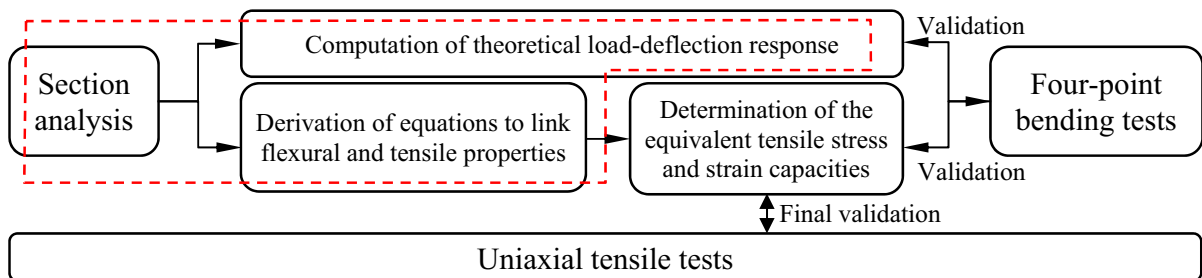 Validation
Computation of theoretical load-deflection response
Section
analysis
Four-point
bending tests
Derivation of equations to link
flexural and tensile properties
Determination of the
equivalent tensile stress
and strain capacities
Validation
Final validation
Uniaxial tensile tests